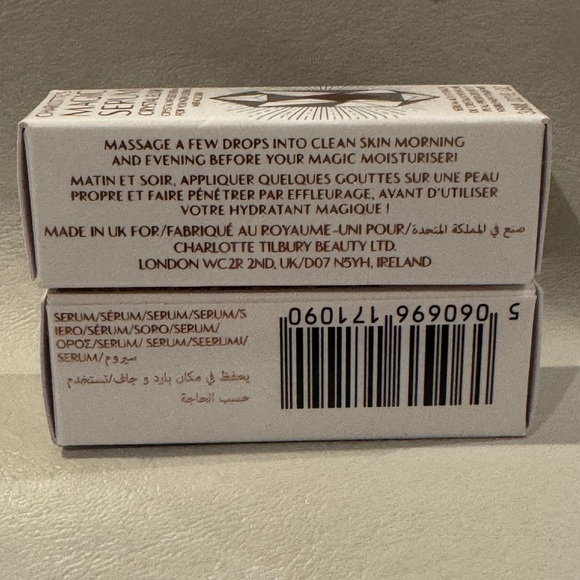 MAGIC
SERUM
CRYSTAL ELIXIR
MASSAGE A FEW DROPS INTO CLEAN SKIN MORNING
AND EVENING BEFORE YOUR MAGIC MOISTURISER!
MATIN ET SOIR, APPLIQUER QUELQUES GOUTTES SUR UNE PEAU
PROPRE ET FAIRE PÉNÉTRER PAR EFFLEURAGE, AVANT D'UTILISER
VOTRE HYDRATANT MAGIQUE !
MADE IN UK FOR/FABRIQUÉ AU ROYAUME-UNI POUR/صنع في المملكة المتحدة
CHARLOTTE TILBURY BEAUTY LTD.
LONDON WC2R 2ND, UK/D07 N5YH, IRELAND
SERUM/SÉRUM/SERUM/SERUM/S
IERO/SÉRUM/SORO/SERUM/
ΟΡΟΣ/SERUM/ SERUM/SEERUMI/
SERUM/سيروم
يحفظ في مكان بارد و جاف/تستخدم
حسب الحاجة
5 060696 171090